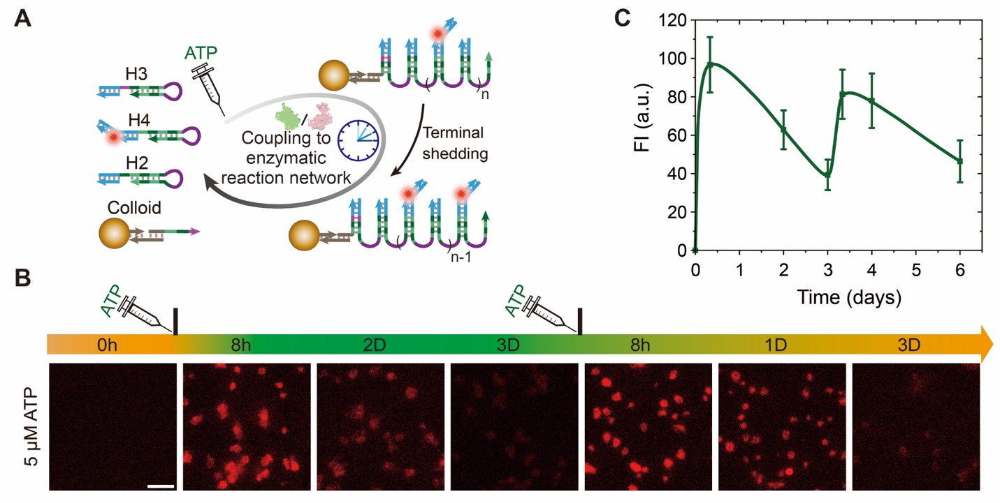 A
ATP
H3
H4
H2
Colloid
/
Coupling to
enzymatic
reaction network
( )n
Terminal
shedding
( )n-1
C
FI (a.u.)
120
100
80
60
40
20
0
0 1 2 3 4 5 6
Time (days)
B
ATP
ATP
0h 8h 2D 3D 8h 1D 3D
5 µM ATP